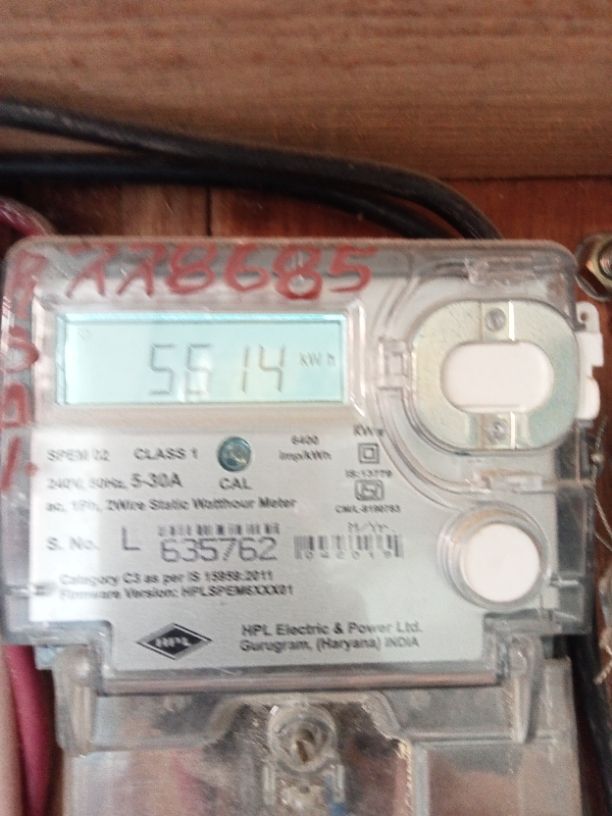 778685
5614 kWh
SPEM 02 CLASS 1 6400 imp/kWh
CAL
240V, 50Hz, 5-30A
IS:13779
ac, 1Ph, 2Wire Static Watthour Meter
M/Yr.
S. No. L 635762 042019
Category C3 as per IS 15959:2011
Firmware Version: HPLSPEM6XXX01
HPL
HPL Electric & Power Ltd.
Gurugram, (Haryana) INDIA